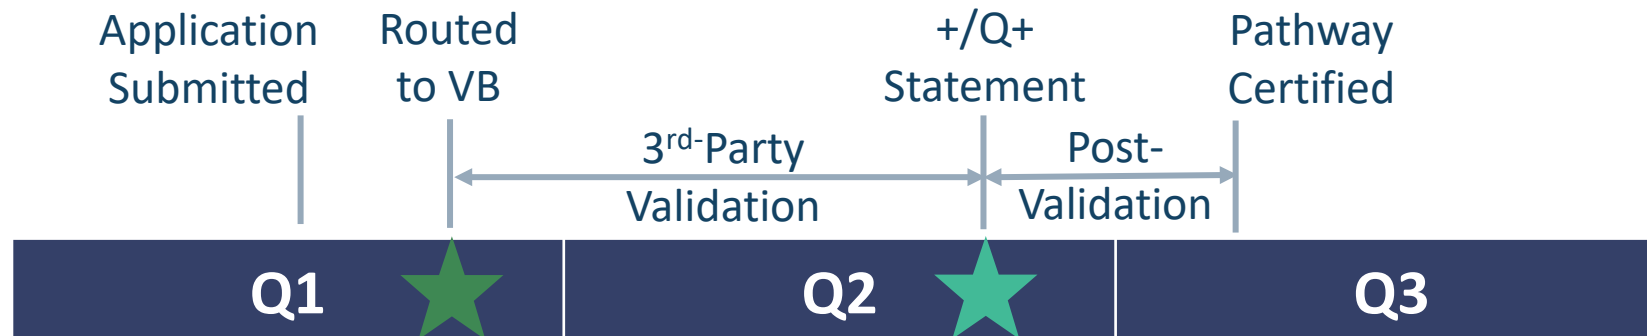 Application
Submitted
Routed
to VB
+/Q+
Statement
Pathway
Certified
3rd-Party
Validation
Post-
Validation
Q1
Q2
Q3